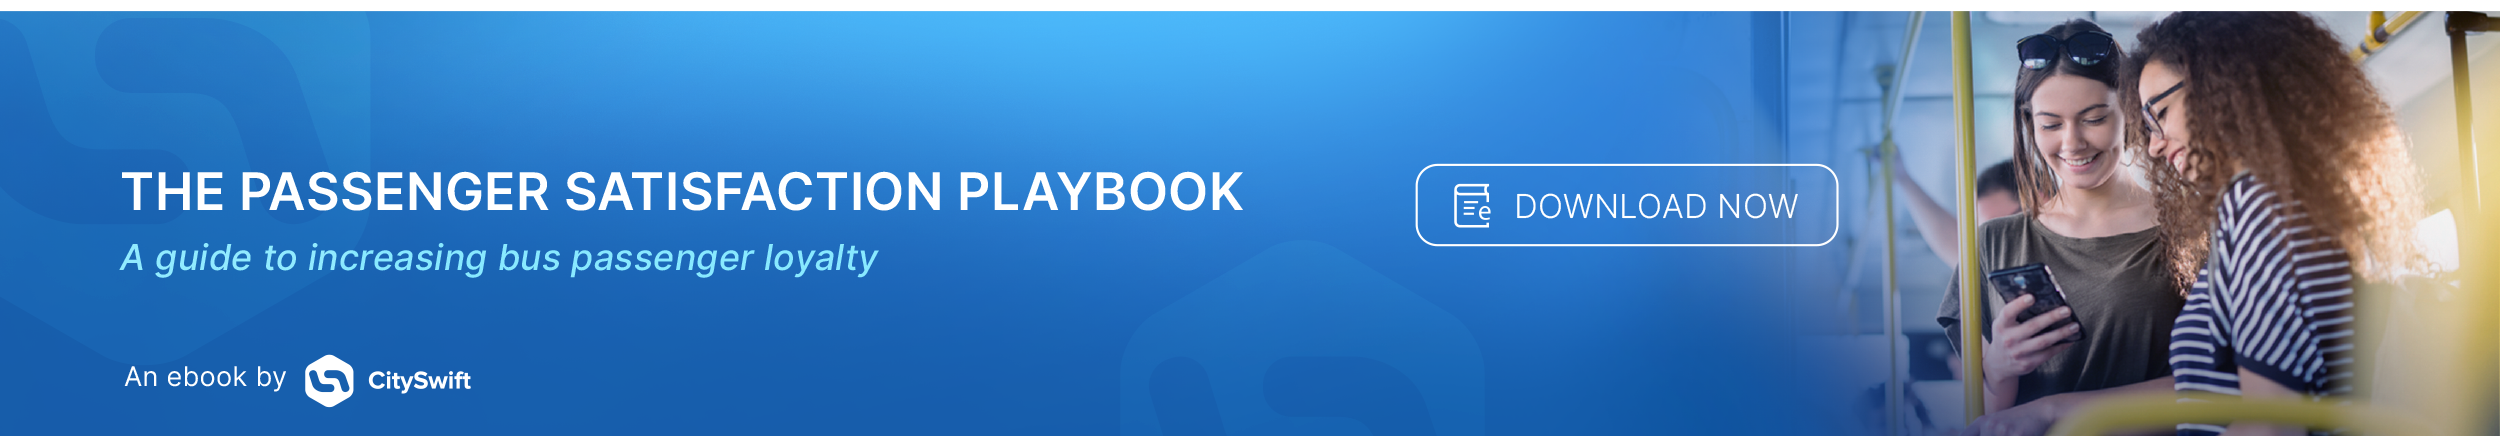 THE PASSENGER SATISFACTION PLAYBOOK
A guide to increasing bus passenger loyalty
e DOWNLOAD NOW
An ebook by CitySwift